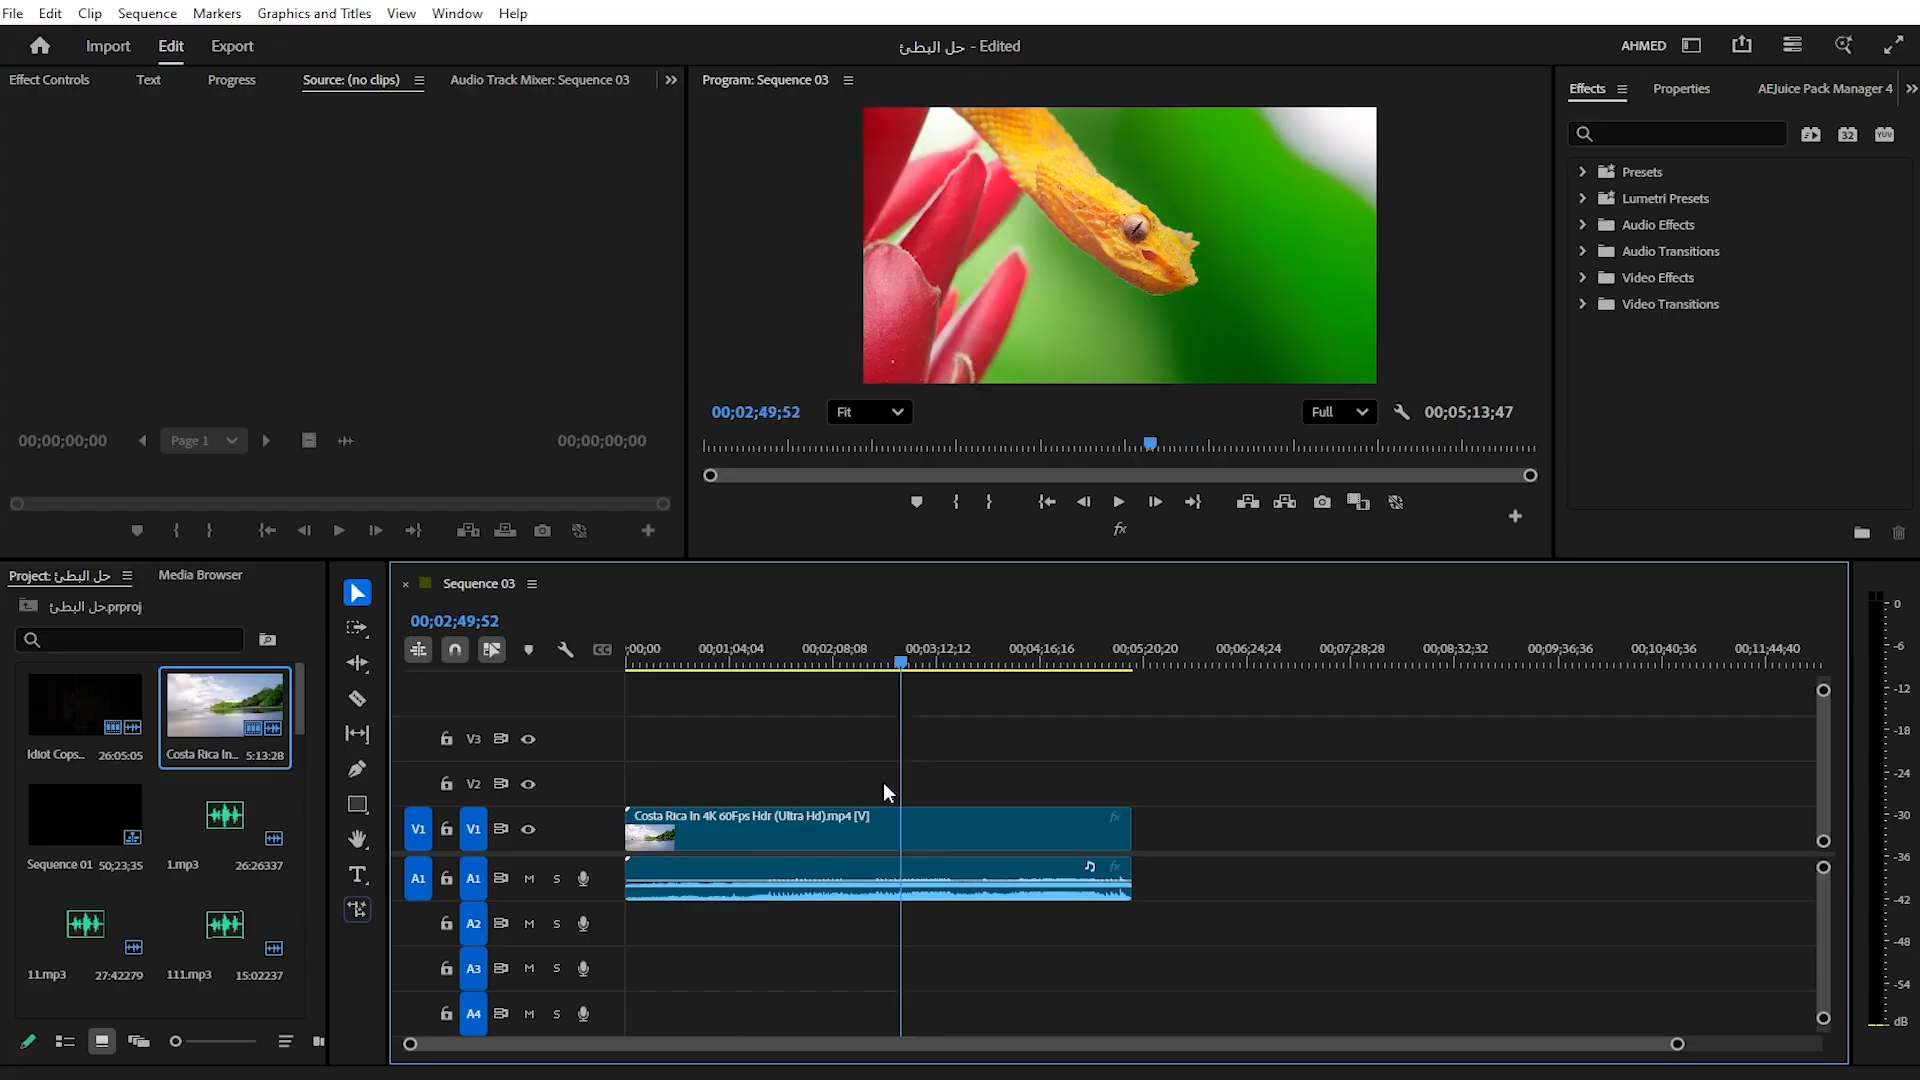 File Edit Clip Sequence Markers Graphics and Titles View Window Help
Import Edit Export
حل البطئ - Edited
AHMED
Effect Controls Text Progress Source: (no clips) Audio Track Mixer: Sequence 03
Program: Sequence 03
Effects Properties AEJuice Pack Manager 4
32 YUV
Presets
Lumetri Presets
Audio Effects
Audio Transitions
Video Effects
Video Transitions
00;02;49;52 Fit Full 00;05;13;47
00;00;00;00 Page 1 00;00;00;00
fx
Project: حل البطئ Media Browser
حل البطئ.prproj
Idiot Cops... 26:05:05
Costa Rica In... 5:13:28
Sequence 01 50;23;35
1.mp3 26:26337
11.mp3 27:42279
111.mp3 15:02237
T
Sequence 03
00;02;49;52
CC
;00;00 00;01;04;04 00;02;08;08 00;03;12;12 00;04;16;16 00;05;20;20 00;06;24;24 00;07;28;28 00;08;32;32 00;09;36;36 00;10;40;36 00;11;44;40
V3
V2
V1 V1 Costa Rica In 4K 60Fps Hdr (Ultra Hd).mp4 [V] fx
A1 A1 M S fx
A2 M S
A3 M S
A4 M S
0
-6
-12
-18
-24
-30
-36
-42
-48
-54
dB